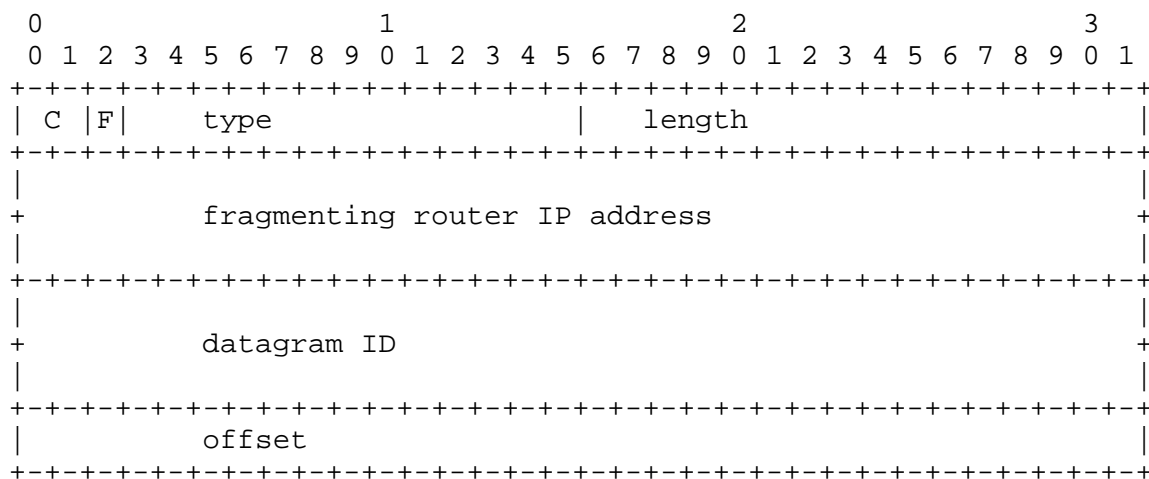 0                   1                   2                   3
 0 1 2 3 4 5 6 7 8 9 0 1 2 3 4 5 6 7 8 9 0 1 2 3 4 5 6 7 8 9 0 1
+-+-+-+-+-+-+-+-+-+-+-+-+-+-+-+-+-+-+-+-+-+-+-+-+-+-+-+-+-+-+-+-+
| C |F|    type                 |   length                      |
+-+-+-+-+-+-+-+-+-+-+-+-+-+-+-+-+-+-+-+-+-+-+-+-+-+-+-+-+-+-+-+-+
|                                                               |
+          fragmenting router IP address                        +
|                                                               |
+-+-+-+-+-+-+-+-+-+-+-+-+-+-+-+-+-+-+-+-+-+-+-+-+-+-+-+-+-+-+-+-+
|                                                               |
+          datagram ID                                          +
|                                                               |
+-+-+-+-+-+-+-+-+-+-+-+-+-+-+-+-+-+-+-+-+-+-+-+-+-+-+-+-+-+-+-+-+
|          offset                                               |
+-+-+-+-+-+-+-+-+-+-+-+-+-+-+-+-+-+-+-+-+-+-+-+-+-+-+-+-+-+-+-+-+